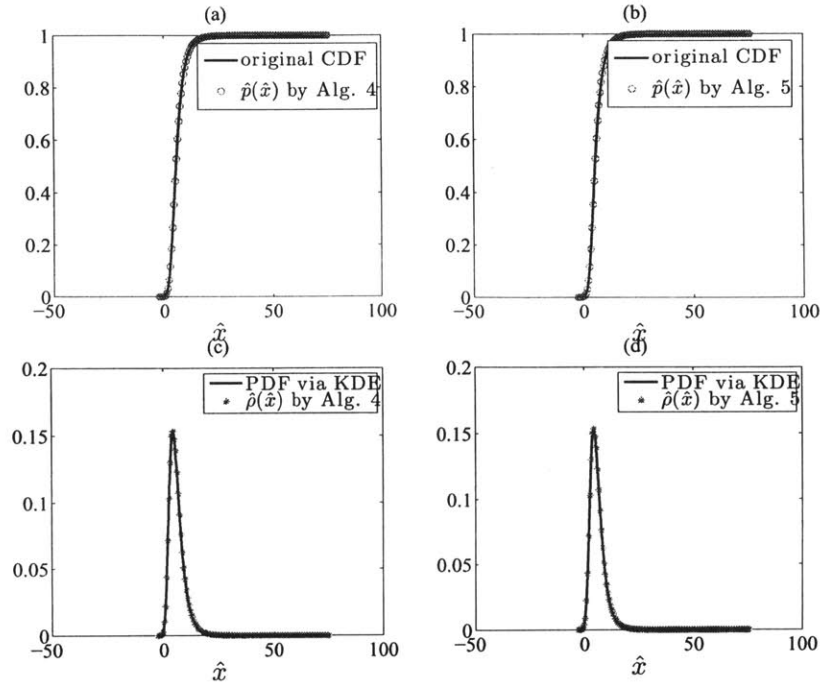 (a)
1
0.8
0.6
0.4
0.2
0
−50
0
50
100
x̂
original CDF
p̂(x̂) by Alg. 4
(b)
1
0.8
0.6
0.4
0.2
0
−50
0
50
100
x̂
original CDF
p̂(x̂) by Alg. 5
(c)
0.2
0.15
0.1
0.05
0
−50
0
50
100
x̂
PDF via KDE
ρ̂(x̂) by Alg. 4
(d)
0.2
0.15
0.1
0.05
0
−50
0
50
100
x̂
PDF via KDE
ρ̂(x̂) by Alg. 5